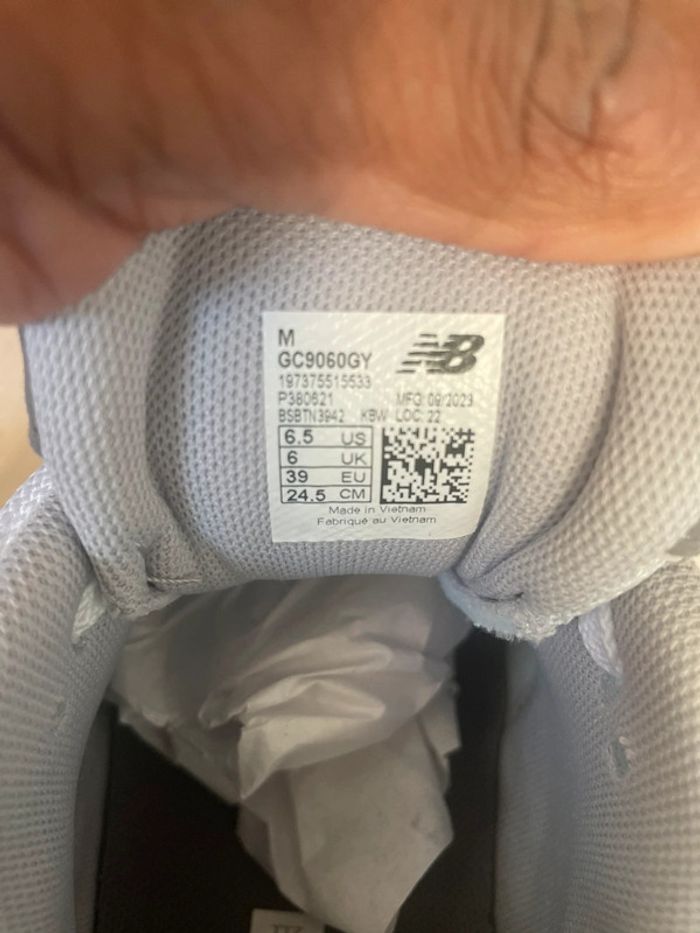 M
GC9060GY
NB
197375515533
P380621 MFG: 09/2023
BSBTN3942 KBW LOC: 22
6.5 US
6 UK
39 EU
24.5 CM
Made in Vietnam
Fabriqué au Vietnam